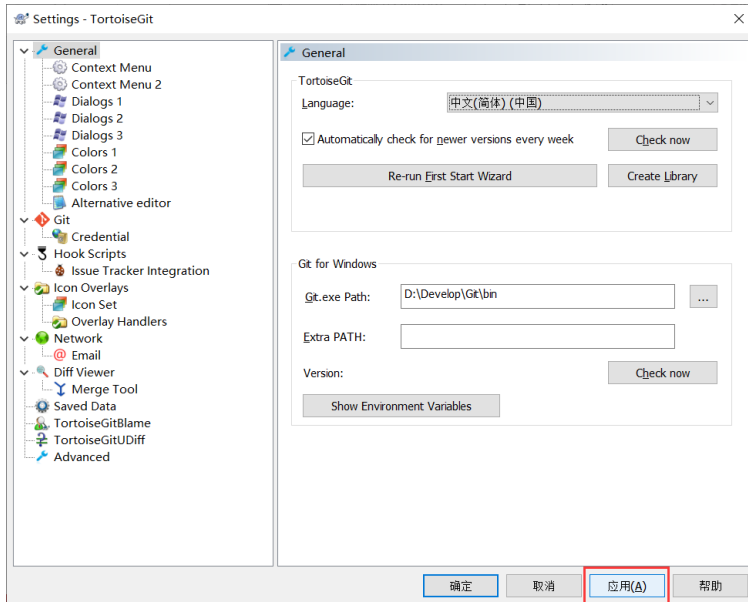 Settings - TortoiseGit
General
Context Menu
Context Menu 2
Dialogs 1
Dialogs 2
Dialogs 3
Colors 1
Colors 2
Colors 3
Alternative editor
Git
Credential
Hook Scripts
Issue Tracker Integration
Icon Overlays
Icon Set
Overlay Handlers
Network
Email
Diff Viewer
Merge Tool
Saved Data
TortoiseGitBlame
TortoiseGitUDiff
Advanced
General
TortoiseGit
Language: 中文(简体) (中国)
Automatically check for newer versions every week Check now
Re-run First Start Wizard Create Library
Git for Windows
Git.exe Path: D:\Develop\Git\bin ...
Extra PATH:
Version: Check now
Show Environment Variables
确定 取消 应用(A) 帮助